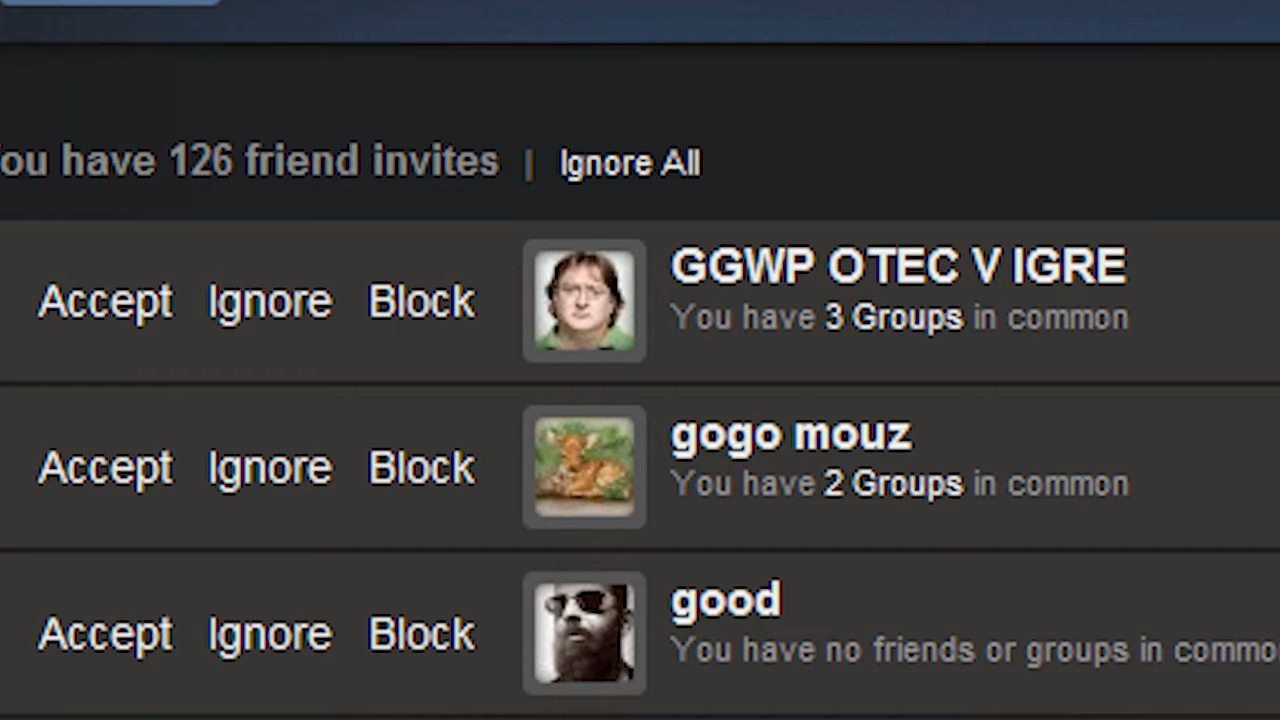 ou have 126 friend invites | Ignore All
Accept Ignore Block GGWP OTEC V IGRE
You have 3 Groups in common
Accept Ignore Block gogo mouz
You have 2 Groups in common
Accept Ignore Block good
You have no friends or groups in commo